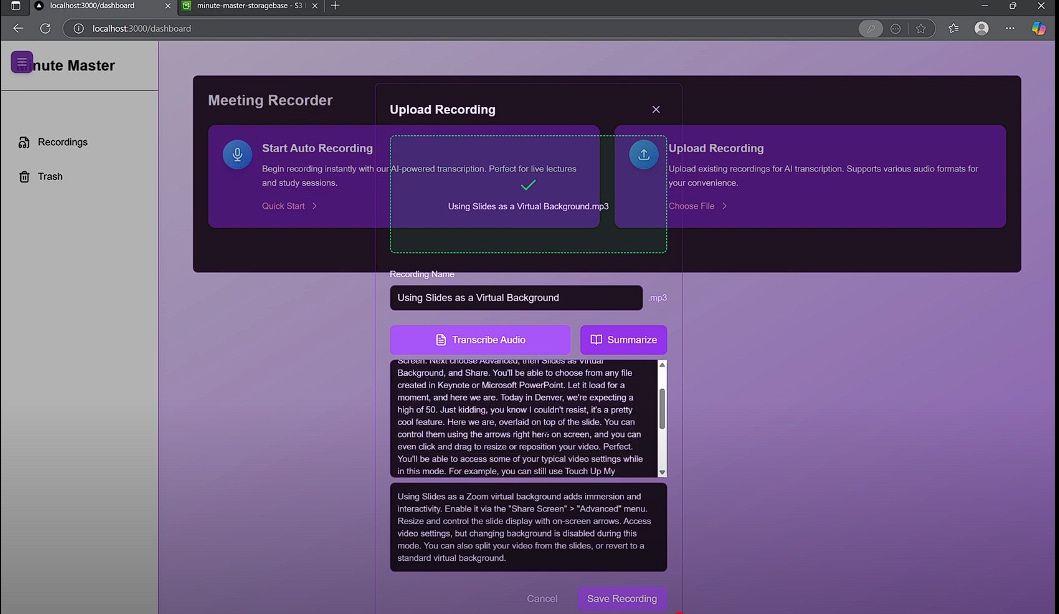 localhost:3000/dashboard
minute-master-storagebase - S3
localhost:3000/dashboard
nute Master
Recordings
Trash
Meeting Recorder
Start Auto Recording
Begin recording instantly with our AI-powered transcription. Perfect for live lectures
and study sessions.
Quick Start
Upload Recording
Upload existing recordings for AI transcription. Supports various audio formats for
your convenience.
Choose File
Upload Recording
Using Slides as a Virtual Background.mp3
Recording Name
Using Slides as a Virtual Background
.mp3
Transcribe Audio
Summarize
Screen. Next choose Advanced, then Slides as Virtual
Background, and Share. You'll be able to choose from any file
created in Keynote or Microsoft PowerPoint. Let it load for a
moment, and here we are. Today in Denver, we're expecting a
high of 50. Just kidding, you know I couldn't resist, it's a pretty
cool feature. Here we are, overlaid on top of the slide. You can
control them using the arrows right here on screen, and you can
even click and drag to resize or reposition your video. Perfect.
You'll be able to access some of your typical video settings while
in this mode. For example, you can still use Touch Up My
Using Slides as a Zoom virtual background adds immersion and
interactivity. Enable it via the "Share Screen" > "Advanced" menu.
Resize and control the slide display with on-screen arrows. Access
video settings, but changing background is disabled during this
mode. You can also split your video from the slides, or revert to a
standard virtual background.
Cancel
Save Recording